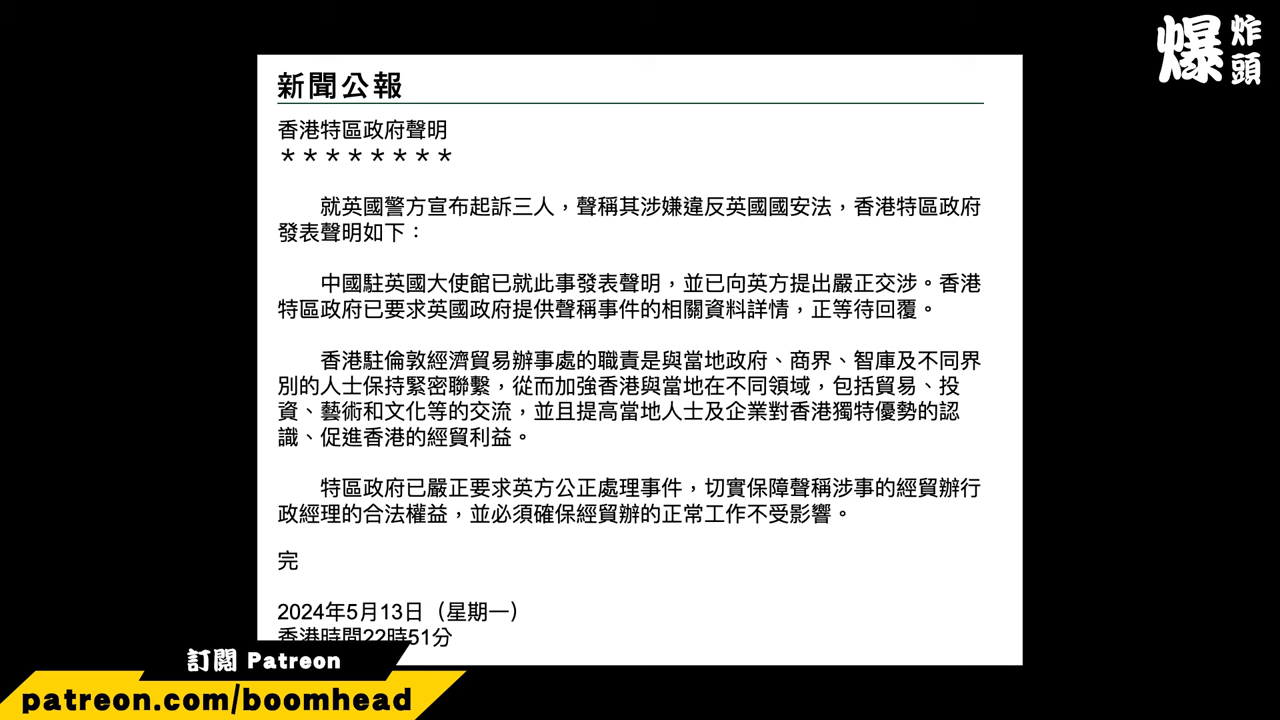 爆炸頭
新聞公報
香港特區政府聲明
＊＊＊＊＊＊＊＊
就英國警方宣布起訴三人，聲稱其涉嫌違反英國國安法，香港特區政府
發表聲明如下：
中國駐英國大使館已就此事發表聲明，並已向英方提出嚴正交涉。香港
特區政府已要求英國政府提供聲稱事件的相關資料詳情，正等待回覆。
香港駐倫敦經濟貿易辦事處的職責是與當地政府、商界、智庫及不同界
別的人士保持緊密聯繫，從而加強香港與當地在不同領域，包括貿易、投
資、藝術和文化等的交流，並且提高當地人士及企業對香港獨特優勢的認
識、促進香港的經貿利益。
特區政府已嚴正要求英方公正處理事件，切實保障聲稱涉事的經貿辦行
政經理的合法權益，並必須確保經貿辦的正常工作不受影響。
完
2024年5月13日（星期一）
香港時間22時51分
訂閱 Patreon
patreon.com/boomhead